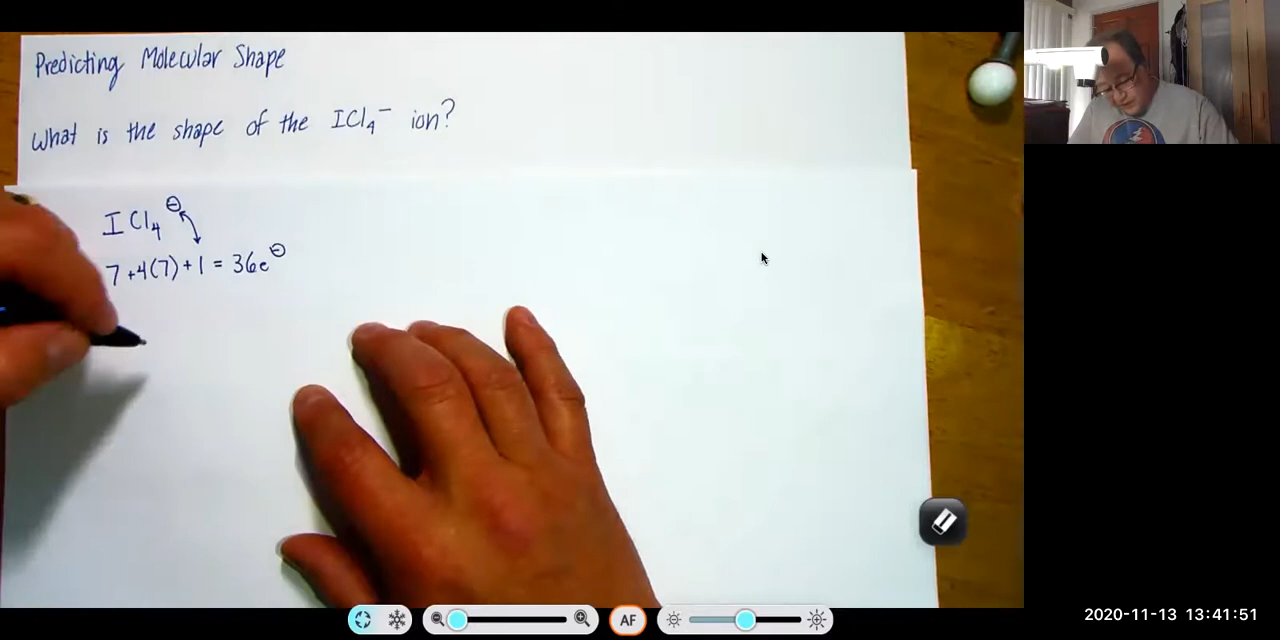 Predicting Molecular Shape
What is the shape of the ICl₄⁻ ion?
ICl₄⊖
7+4(7)+1 = 36e⊖
AF
2020-11-13 13:41:51